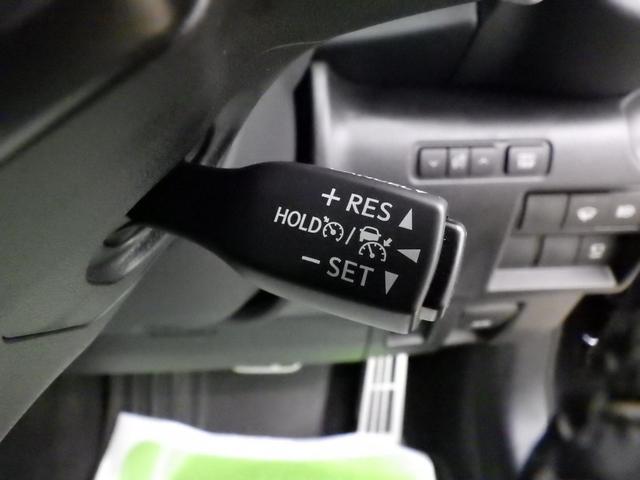 + RES
HOLD /
− SET